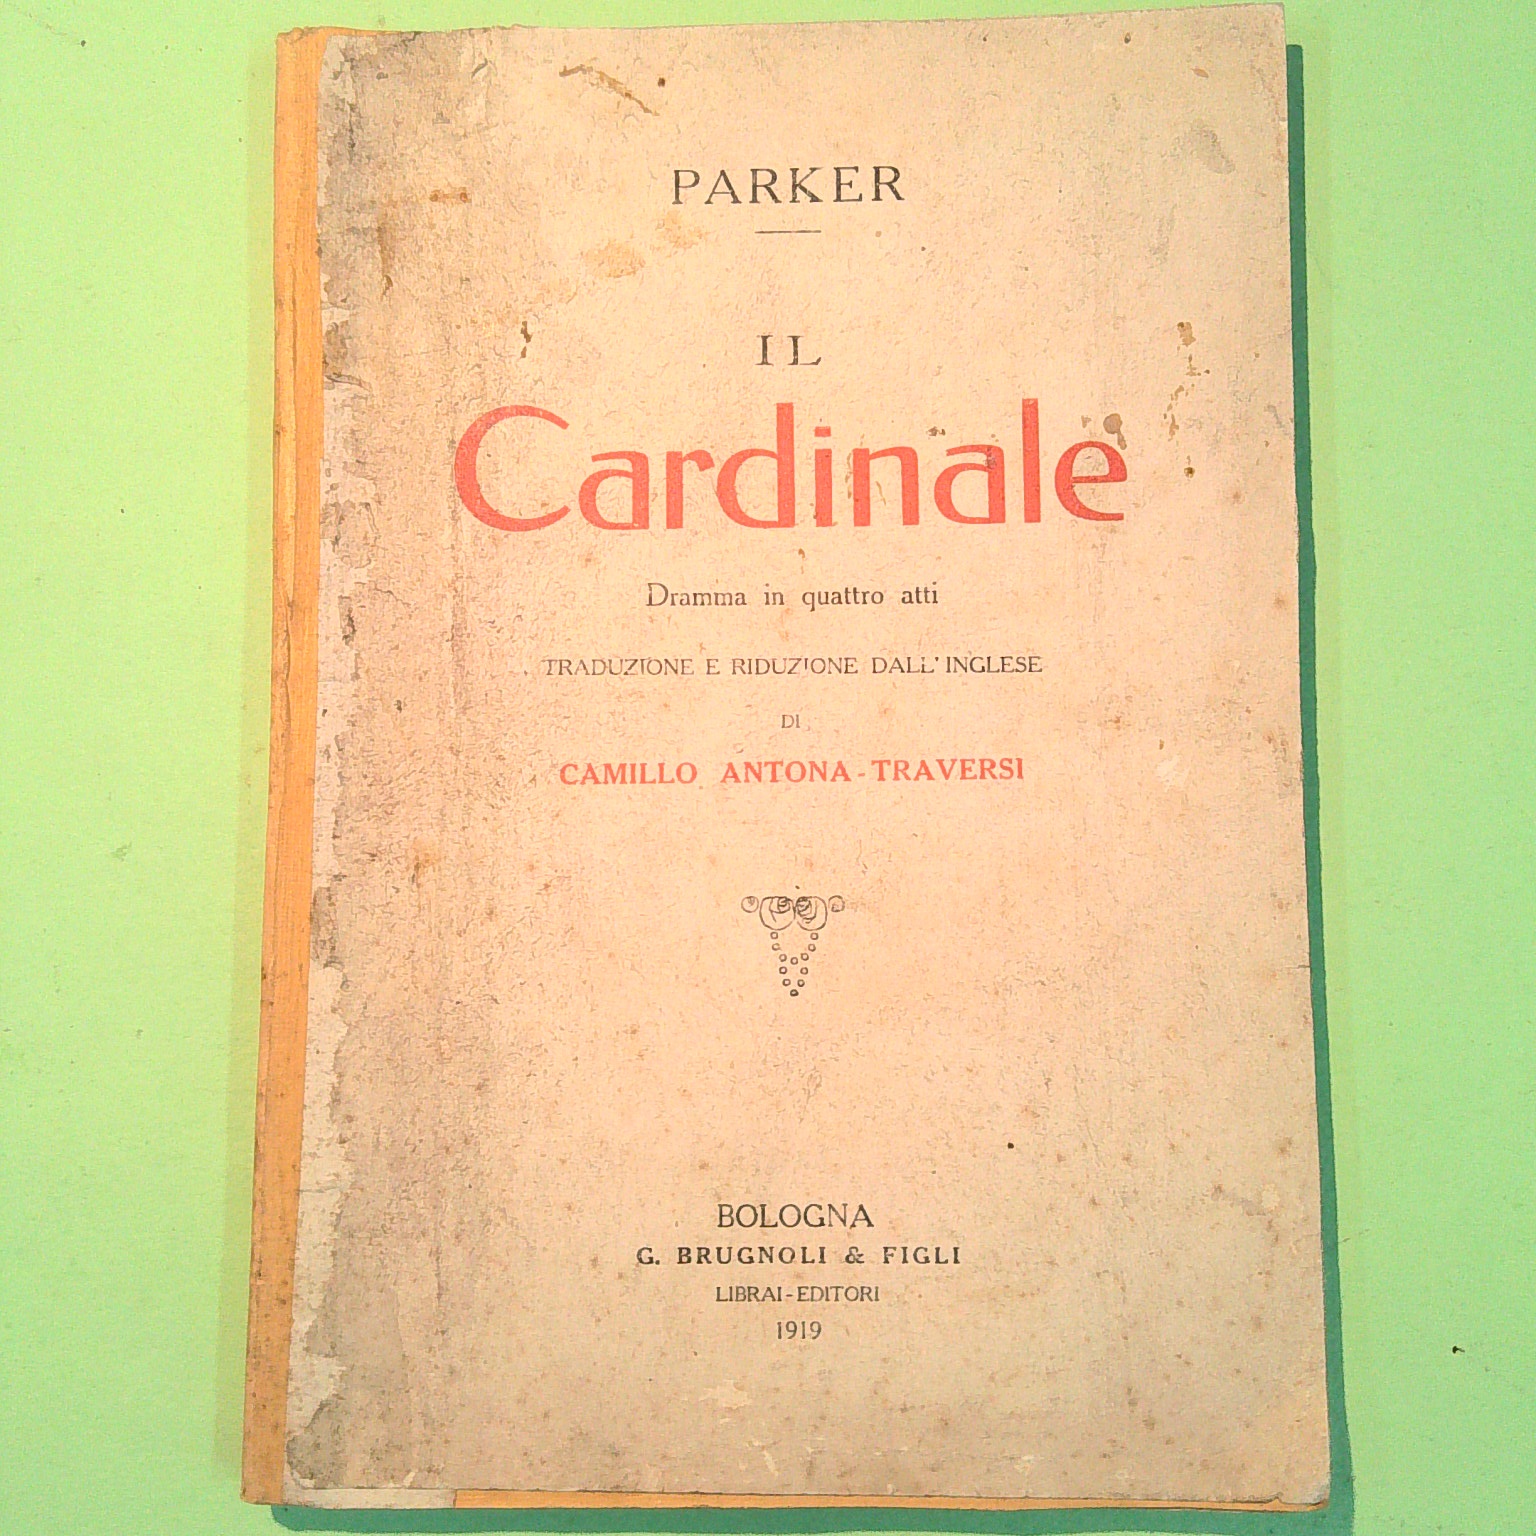 PARKER
IL
Cardinale
Dramma in quattro atti
TRADUZIONE E RIDUZIONE DALL'INGLESE
DI
CAMILLO ANTONA-TRAVERSI
BOLOGNA
G. BRUGNOLI & FIGLI
LIBRAI-EDITORI
1919